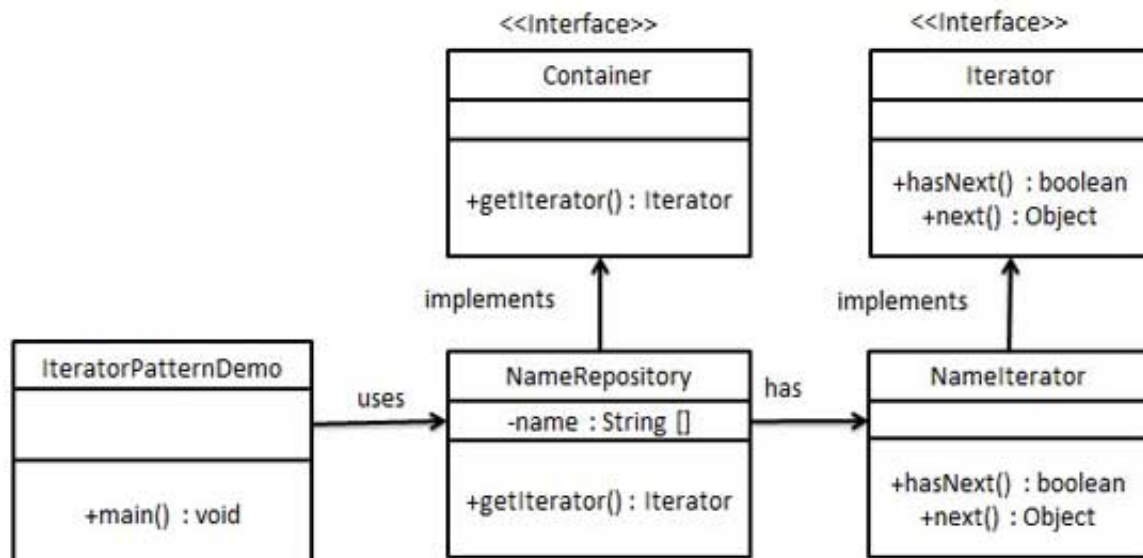 <<Interface>>
Container
+getIterator() : Iterator
<<Interface>>
Iterator
+hasNext() : boolean
+next() : Object
implements
implements
IteratorPatternDemo
+main() : void
uses
NameRepository
-name : String []
+getIterator() : Iterator
has
NameIterator
+hasNext() : boolean
+next() : Object